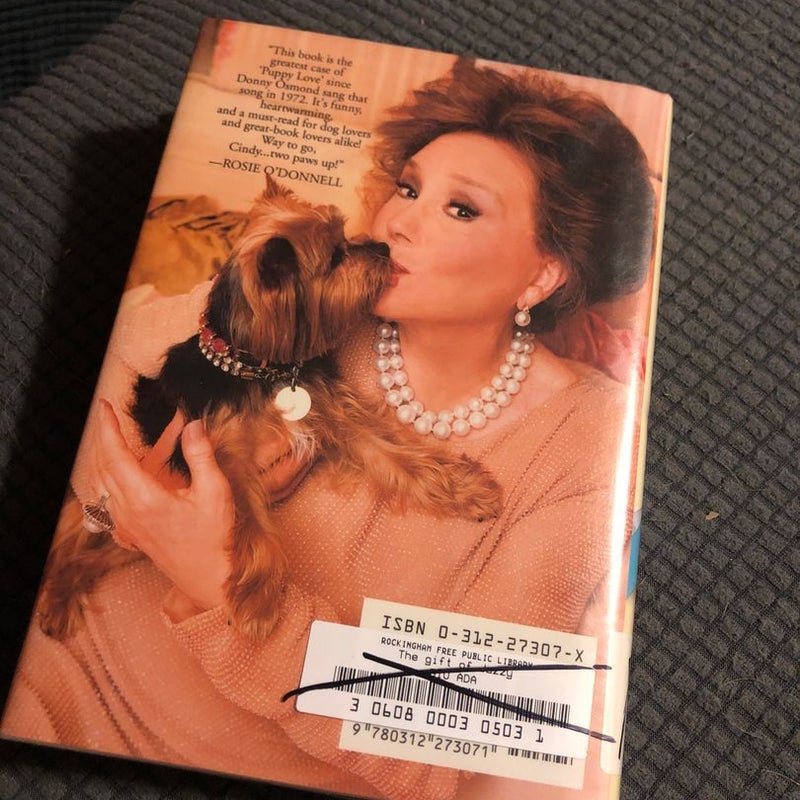 "This book is the
greatest case of
'Puppy Love' since
Donny Osmond sang that
song in 1972. It's funny,
heartwarming,
and a must-read for dog lovers
and great-book lovers alike!
Way to go,
Cindy...two paws up!"
—ROSIE O'DONNELL
ISBN 0-312-27307-X
ROCKINGHAM FREE PUBLIC LIBRARY
The gift of Jazzy
ADA
3 0608 0003 0503 1
9 780312 273071